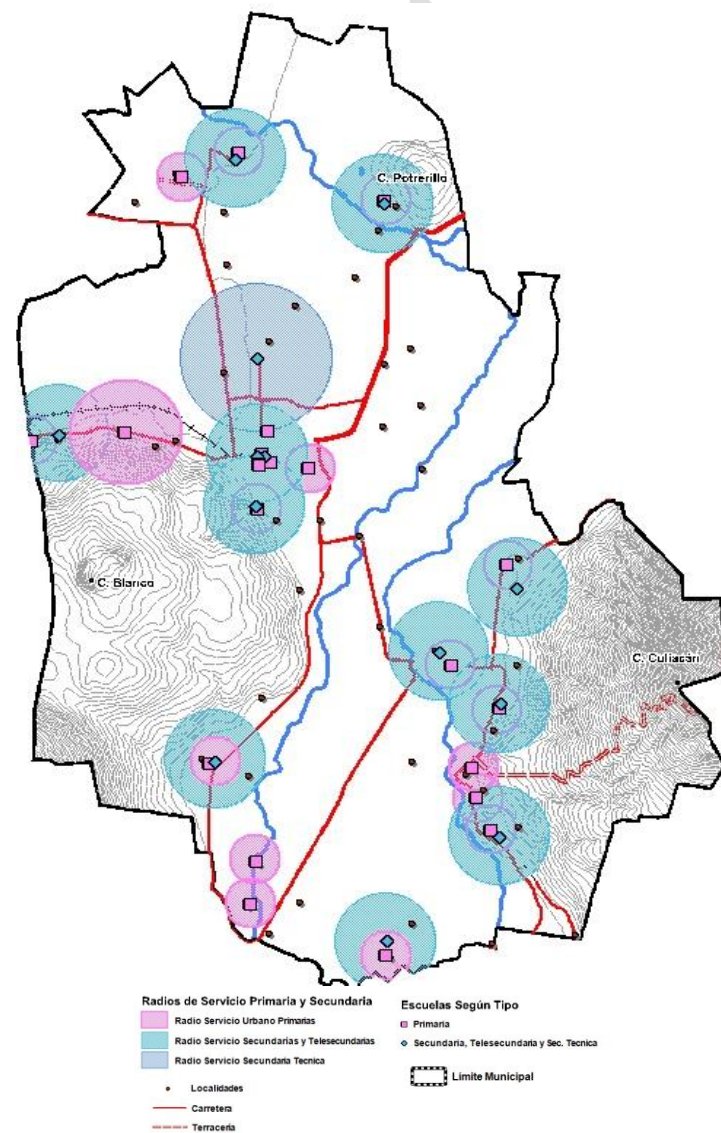 C. Potrerillo
C. Blanco
C. Culiacán
Radios de Servicio Primaria y Secundaria
Radio Servicio Urbano Primarias
Radio Servicio Secundarias y Telesecundarias
Radio Servicio Secundaria Tecnica
Localidades
Carretera
Terracería
Escuelas Según Tipo
Primaria
Secundaria, Telesecundaria y Sec. Tecnica
Limite Municipal